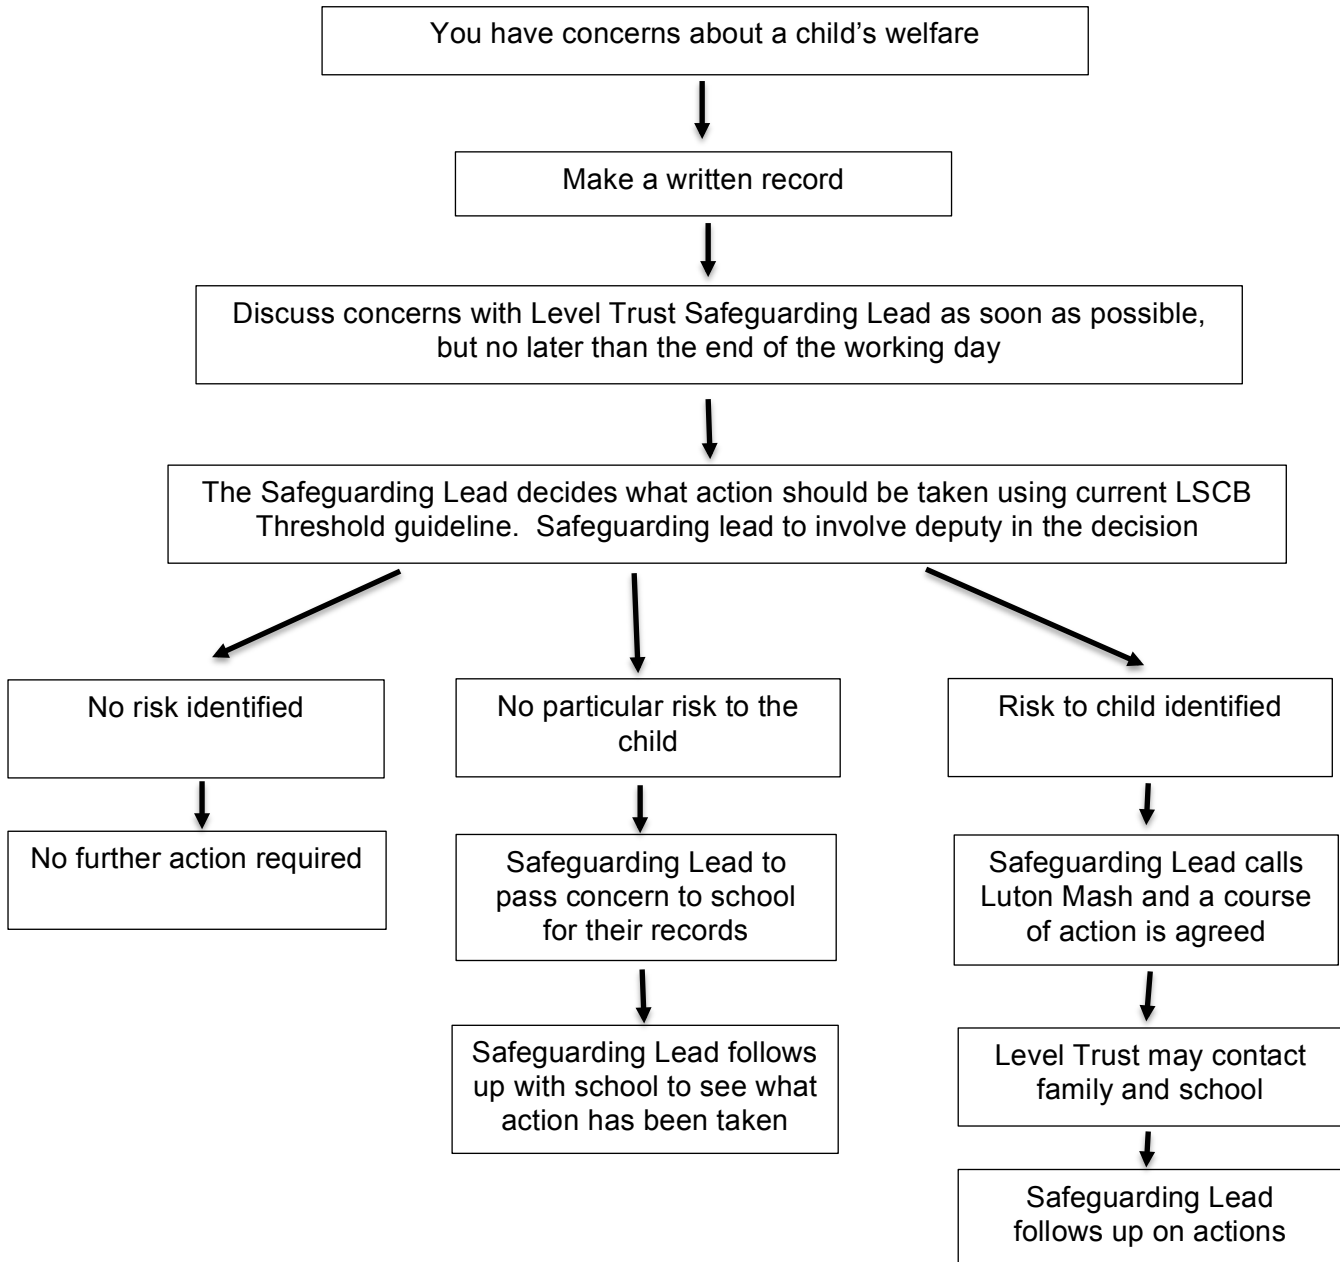 You have concerns about a child’s welfare
Make a written record
Discuss concerns with Level Trust Safeguarding Lead as soon as possible,
but no later than the end of the working day
The Safeguarding Lead decides what action should be taken using current LSCB
Threshold guideline.  Safeguarding lead to involve deputy in the decision
No risk identified
No further action required
No particular risk to the
child
Safeguarding Lead to
pass concern to school
for their records
Safeguarding Lead follows
up with school to see what
action has been taken
Risk to child identified
Safeguarding Lead calls
Luton Mash and a course
of action is agreed
Level Trust may contact
family and school
Safeguarding Lead
follows up on actions